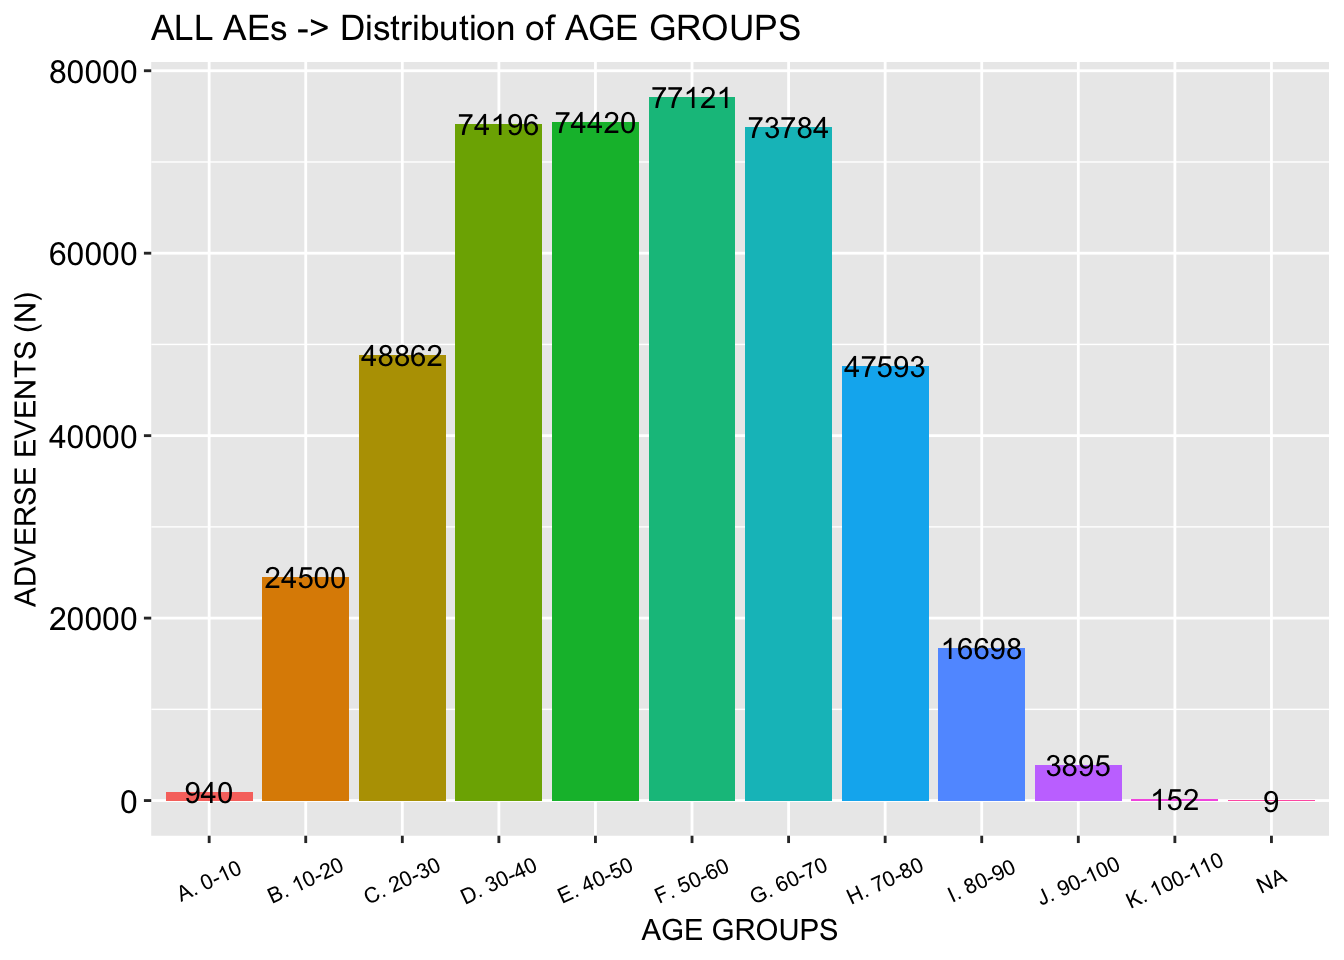 ALL AEs -> Distribution of AGE GROUPS
ADVERSE EVENTS (N)
80000
60000
40000
20000
0
940
24500
48862
74196
74420
77121
73784
47593
16698
3895
152
9
A. 0-10
B. 10-20
C. 20-30
D. 30-40
E. 40-50
F. 50-60
G. 60-70
H. 70-80
I. 80-90
J. 90-100
K. 100-110
NA
AGE GROUPS